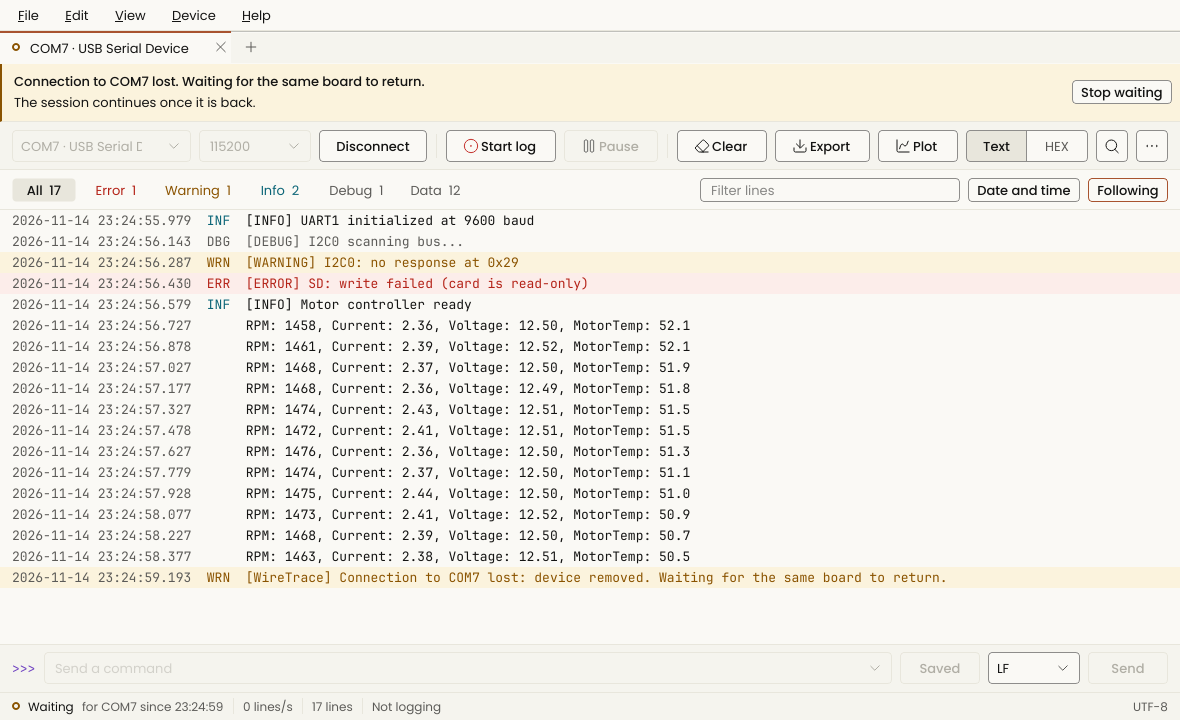 File Edit View Device Help
COM7 · USB Serial Device
Connection to COM7 lost. Waiting for the same board to return.
The session continues once it is back.
Stop waiting
COM7 · USB Serial D 115200 Disconnect Start log Pause Clear Export Plot Text HEX
All 17 Error 1 Warning 1 Info 2 Debug 1 Data 12 Filter lines Date and time Following
2026-11-14 23:24:55.979 INF [INFO] UART1 initialized at 9600 baud
2026-11-14 23:24:56.143 DBG [DEBUG] I2C0 scanning bus...
2026-11-14 23:24:56.287 WRN [WARNING] I2C0: no response at 0x29
2026-11-14 23:24:56.430 ERR [ERROR] SD: write failed (card is read-only)
2026-11-14 23:24:56.579 INF [INFO] Motor controller ready
2026-11-14 23:24:56.727 RPM: 1458, Current: 2.36, Voltage: 12.50, MotorTemp: 52.1
2026-11-14 23:24:56.878 RPM: 1461, Current: 2.39, Voltage: 12.52, MotorTemp: 52.1
2026-11-14 23:24:57.027 RPM: 1468, Current: 2.37, Voltage: 12.50, MotorTemp: 51.9
2026-11-14 23:24:57.177 RPM: 1468, Current: 2.36, Voltage: 12.49, MotorTemp: 51.8
2026-11-14 23:24:57.327 RPM: 1474, Current: 2.43, Voltage: 12.51, MotorTemp: 51.5
2026-11-14 23:24:57.478 RPM: 1472, Current: 2.41, Voltage: 12.51, MotorTemp: 51.5
2026-11-14 23:24:57.627 RPM: 1476, Current: 2.36, Voltage: 12.50, MotorTemp: 51.3
2026-11-14 23:24:57.779 RPM: 1474, Current: 2.37, Voltage: 12.50, MotorTemp: 51.1
2026-11-14 23:24:57.928 RPM: 1475, Current: 2.44, Voltage: 12.50, MotorTemp: 51.0
2026-11-14 23:24:58.077 RPM: 1473, Current: 2.41, Voltage: 12.52, MotorTemp: 50.9
2026-11-14 23:24:58.227 RPM: 1468, Current: 2.39, Voltage: 12.50, MotorTemp: 50.7
2026-11-14 23:24:58.377 RPM: 1463, Current: 2.38, Voltage: 12.51, MotorTemp: 50.5
2026-11-14 23:24:59.193 WRN [WireTrace] Connection to COM7 lost: device removed. Waiting for the same board to return.
>>> Send a command Saved LF Send
Waiting for COM7 since 23:24:59 0 lines/s 17 lines Not logging UTF-8